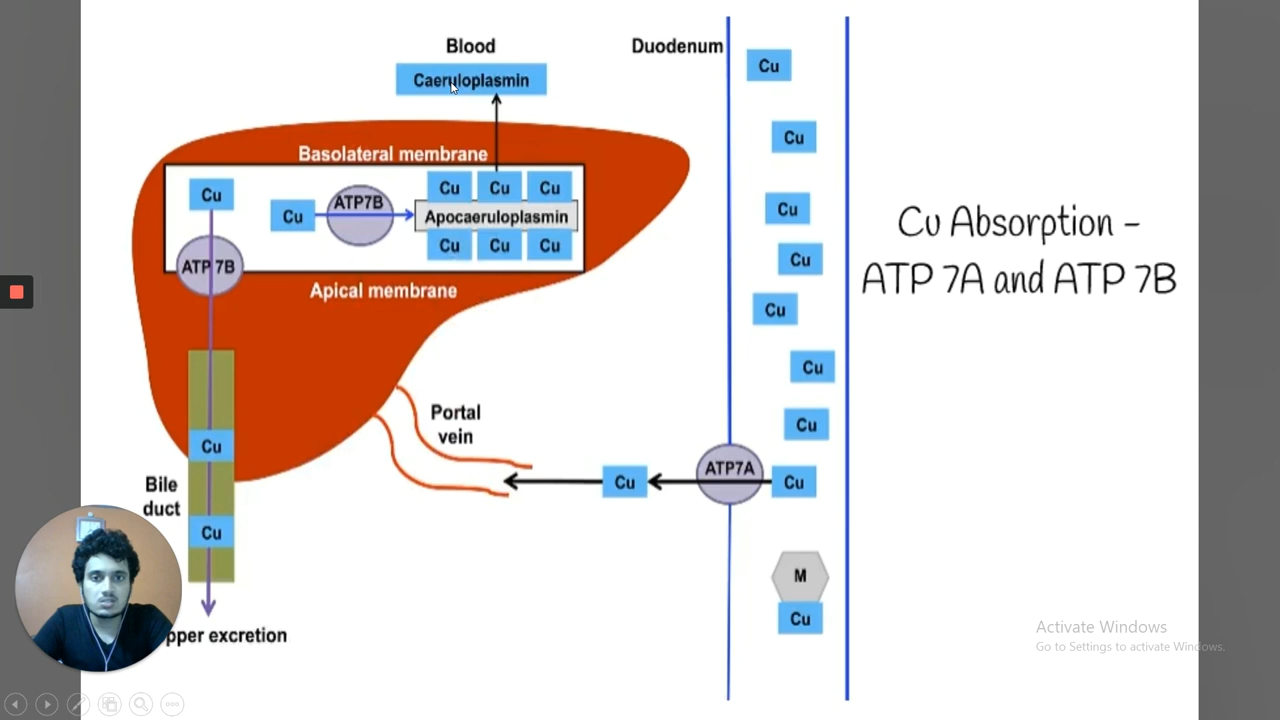 Blood
Caeruloplasmin
Duodenum
Cu
Cu
Cu
Cu
Cu
Cu
Cu
Cu
M
Cu
Basolateral membrane
Cu
Cu
ATP7B
Cu Cu Cu
Apocaeruloplasmin
Cu Cu Cu
ATP 7B
Apical membrane
Portal
vein
ATP7A
Cu
Cu
Bile
duct
Cu
pper excretion
Cu Absorption –
ATP 7A and ATP 7B
Activate Windows
Go to Settings to activate Windows.